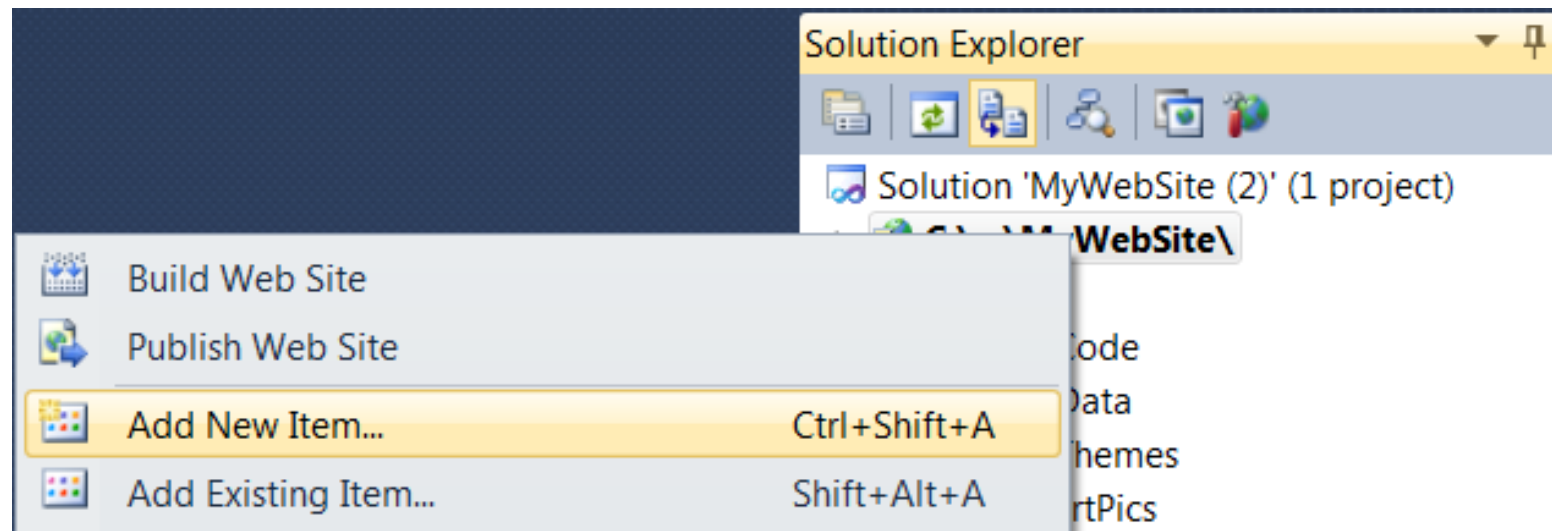 Solution Explorer
Solution 'MyWebSite (2)' (1 project)
WebSite\
Build Web Site
Publish Web Site
Add New Item... Ctrl+Shift+A
Add Existing Item... Shift+Alt+A